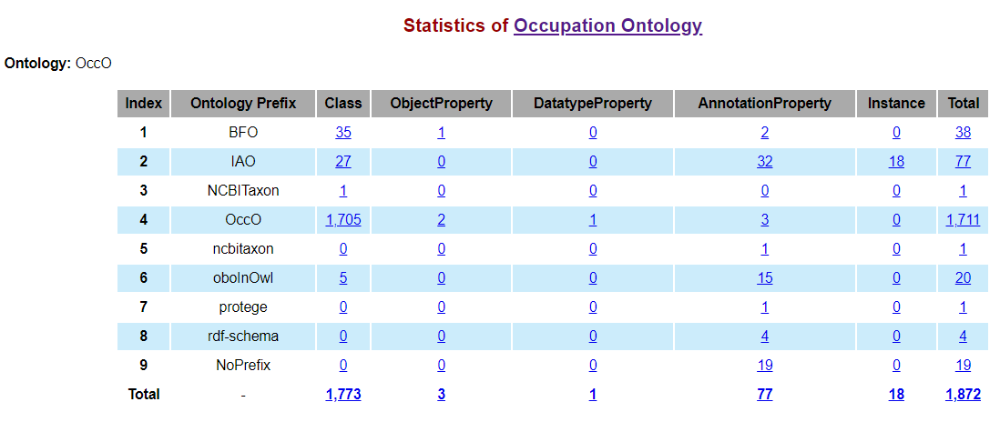 Statistics of Occupation Ontology
Ontology: OccO
Index Ontology Prefix Class ObjectProperty DatatypeProperty AnnotationProperty Instance Total
1 BFO 35 1 0 2 0 38
2 IAO 27 0 0 32 18 77
3 NCBITaxon 1 0 0 0 0 1
4 OccO 1,705 2 1 3 0 1,711
5 ncbitaxon 0 0 0 1 0 1
6 oboInOwl 5 0 0 15 0 20
7 protege 0 0 0 1 0 1
8 rdf-schema 0 0 0 4 0 4
9 NoPrefix 0 0 0 19 0 19
Total - 1,773 3 1 77 18 1,872